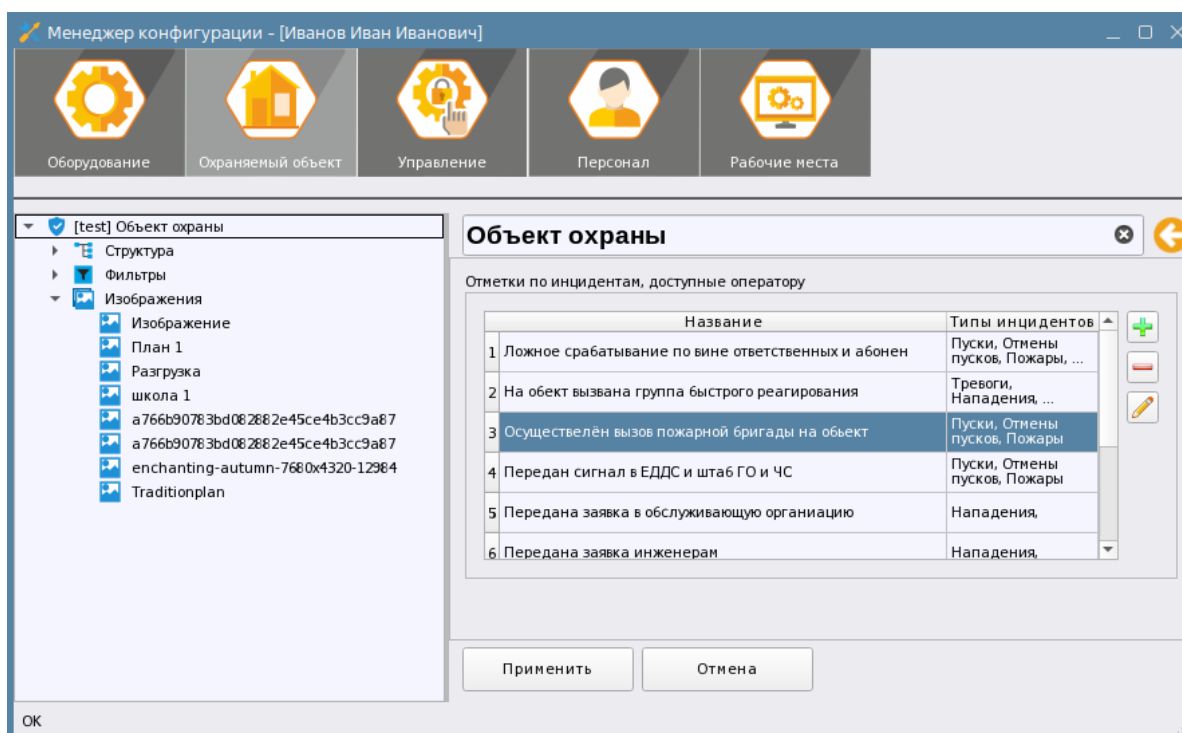 Менеджер конфигурации – [Иванов Иван Иванович]
Оборудование
Охраняемый объект
Управление
Персонал
Рабочие места
[test] Объект охраны
Структура
Фильтры
Изображения
Изображение
План 1
Разгрузка
школа 1
a766b90783bd082882e45ce4b3cc9a87
a766b90783bd082882e45ce4b3cc9a87
enchanting-autumn-7680x4320-12984
Traditionplan
Объект охраны
Отметки по инцидентам, доступные оператору
Название Типы инцидентов
1 Ложное срабатывание по вине ответственных и абонен Пуски, Отмены
пусков, Пожары, ...
2 На обект вызвана группа быстрого реагирования Тревоги,
Нападения, ...
3 Осуществелён вызов пожарной бригады на обьект Пуски, Отмены
пусков, Пожары
4 Передан сигнал в ЕДДС и штаб ГО и ЧС Пуски, Отмены
пусков, Пожары
5 Передана заявка в обслуживающую органиацию Нападения,
6 Передана заявка инженерам Нападения,
Применить
Отмена
OK